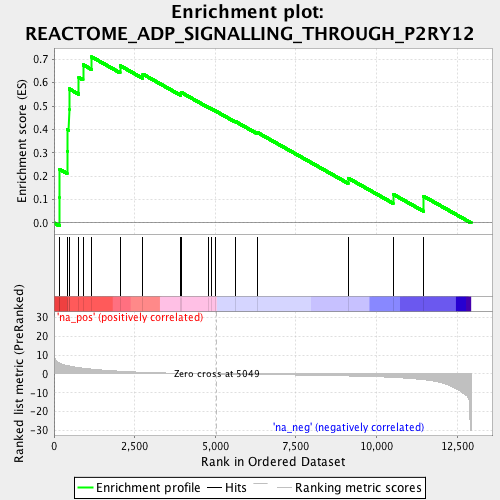 Enrichment plot:
REACTOME_ADP_SIGNALLING_THROUGH_P2RY12
Enrichment score (ES)
0.7
0.6
0.5
0.4
0.3
0.2
0.1
0.0
'na_pos' (positively correlated)
Ranked list metric (PreRanked)
30
20
10
0
-10
-20
-30
Zero cross at 5049
'na_neg' (negatively correlated)
0
2,500
5,000
7,500
10,000
12,500
Rank in Ordered Dataset
Enrichment profile
Hits
Ranking metric scores